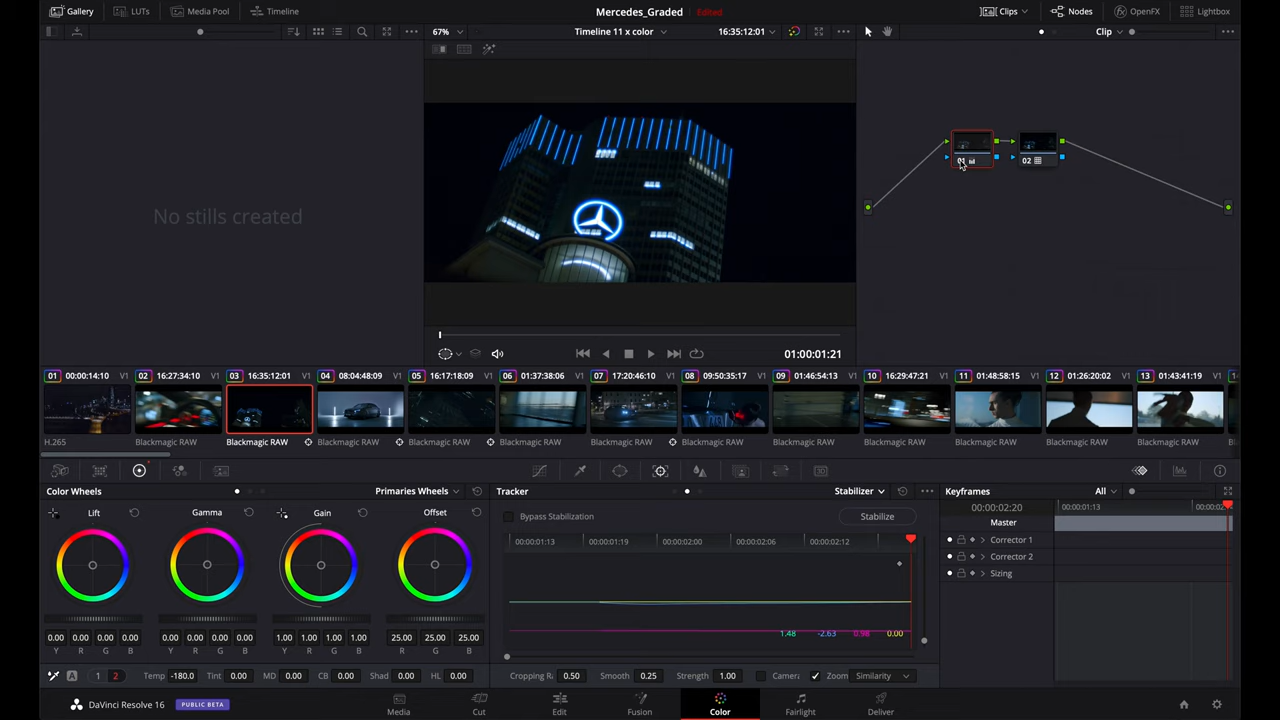 Gallery LUTs Media Pool Timeline Mercedes_Graded Edited Clips Nodes OpenFX Lightbox
67% Timeline 11 x color 16:35:12:01 Clip
No stills created
01 02
01:00:01:21
01 00:00:14:10 V1 02 16:27:34:10 V1 03 16:35:12:01 V1 04 08:04:48:09 V1 05 16:17:18:09 V1 06 01:37:38:06 V1 07 17:20:46:10 V1 08 09:50:35:17 V1 09 01:46:54:13 V1 10 16:29:47:21 V1 11 01:48:58:15 V1 12 01:26:20:02 V1 13 01:43:41:19 V1
H.265 Blackmagic RAW Blackmagic RAW Blackmagic RAW Blackmagic RAW Blackmagic RAW Blackmagic RAW Blackmagic RAW Blackmagic RAW Blackmagic RAW Blackmagic RAW Blackmagic RAW Blackmagic RAW
Color Wheels Primaries Wheels Tracker Stabilizer Keyframes All
00:00:02:20 00:00:01:13
Lift Gamma Gain Offset Bypass Stabilization Stabilize
Master
00:00:01:13 00:00:01:19 00:00:02:00 00:00:02:06 00:00:02:12 Corrector 1
Corrector 2
Sizing
0.00 0.00 0.00 0.00 0.00 0.00 0.00 0.00 1.00 1.00 1.00 1.00 25.00 25.00 25.00 1.48 -2.63 0.98 0.00
Y R G B Y R G B Y R G B R G B
A 1 2 Temp -180.0 Tint 0.00 MD 0.00 CB 0.00 Shad 0.00 HL 0.00 Cropping R 0.50 Smooth 0.25 Strength 1.00 Camera Zoom Similarity
DaVinci Resolve 16 PUBLIC BETA Media Cut Edit Fusion Color Fairlight Deliver